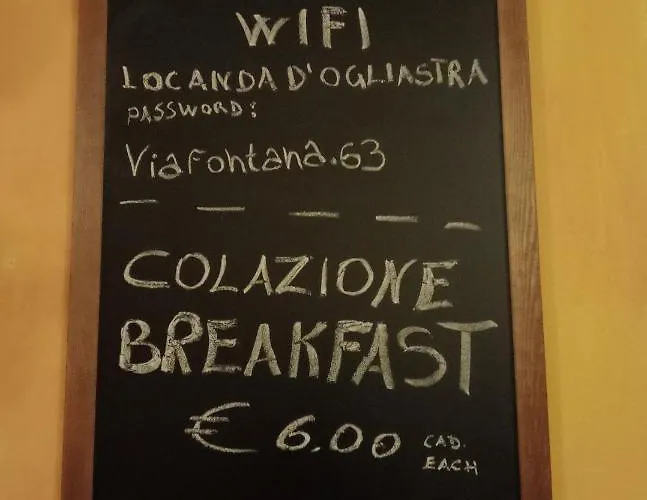 WIFI
LOCANDA D'OGLIASTRA
PASSWORD:
Viafontana.63
COLAZIONE
BREAKFAST
€ 6.00 CAD.
EACH